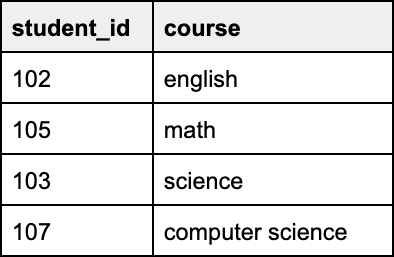 student_id course
102 english
105 math
103 science
107 computer science